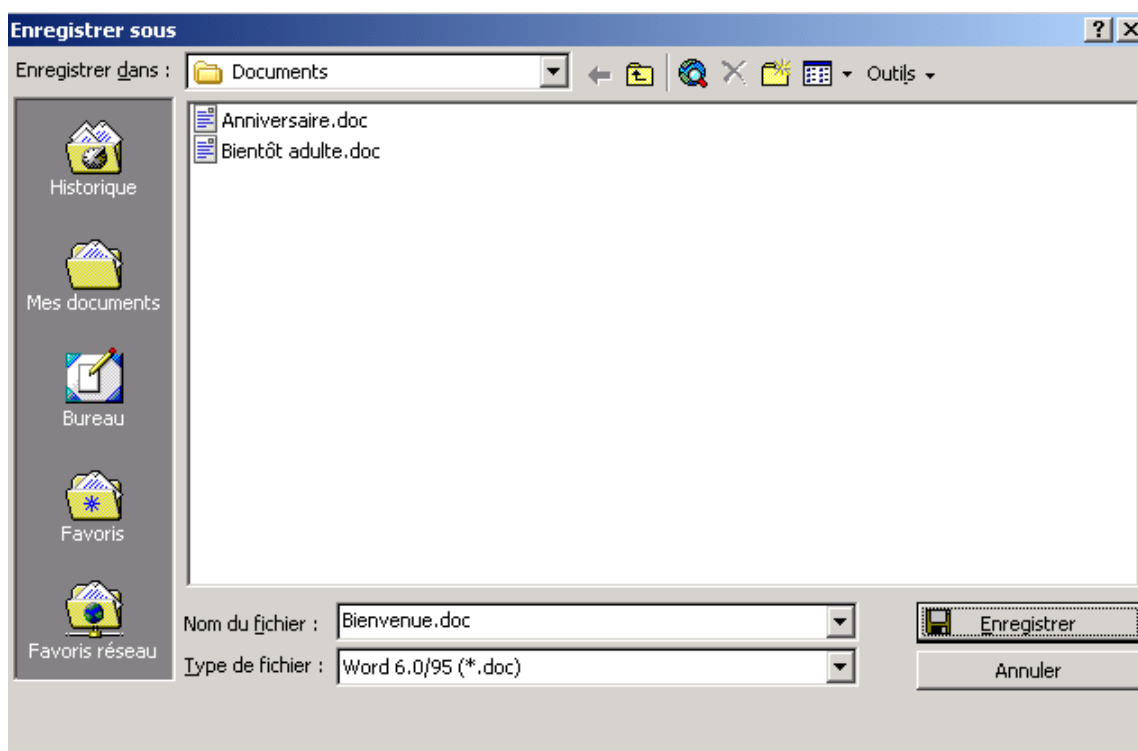 Enregistrer sous
Enregistrer dans :
Documents
Outils
Anniversaire.doc
Bientôt adulte.doc
Historique
Mes documents
Bureau
Favoris
Favoris réseau
Nom du fichier :
Bienvenue.doc
Enregistrer
Type de fichier :
Word 6.0/95 (*.doc)
Annuler